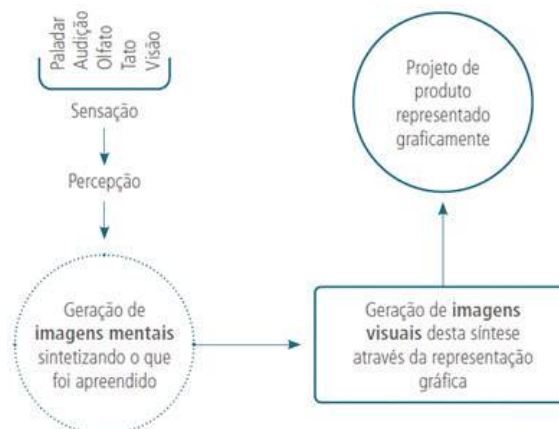 Paladar
Audição
Olfato
Tato
Visão
Sensação
Percepção
Geração de
imagens mentais
sintetizando o que
foi apreendido
Geração de imagens
visuais desta síntese
através da representação
gráfica
Projeto de
produto
representado
graficamente